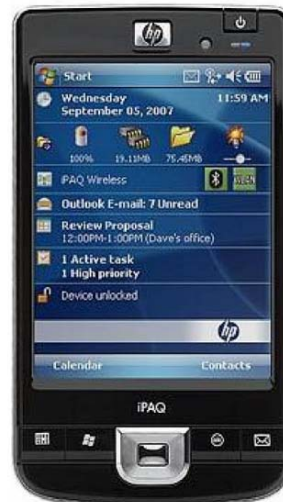 hp
Start
Wednesday
September 05, 2007
11:59 AM
100%
19.11MB
75.45MB
iPAQ Wireless
Outlook E-mail: 7 Unread
Review Proposal
12:00PM-1:00PM (Dave's office)
1 Active task
1 High priority
Device unlocked
hp
Calendar
Contacts
iPAQ